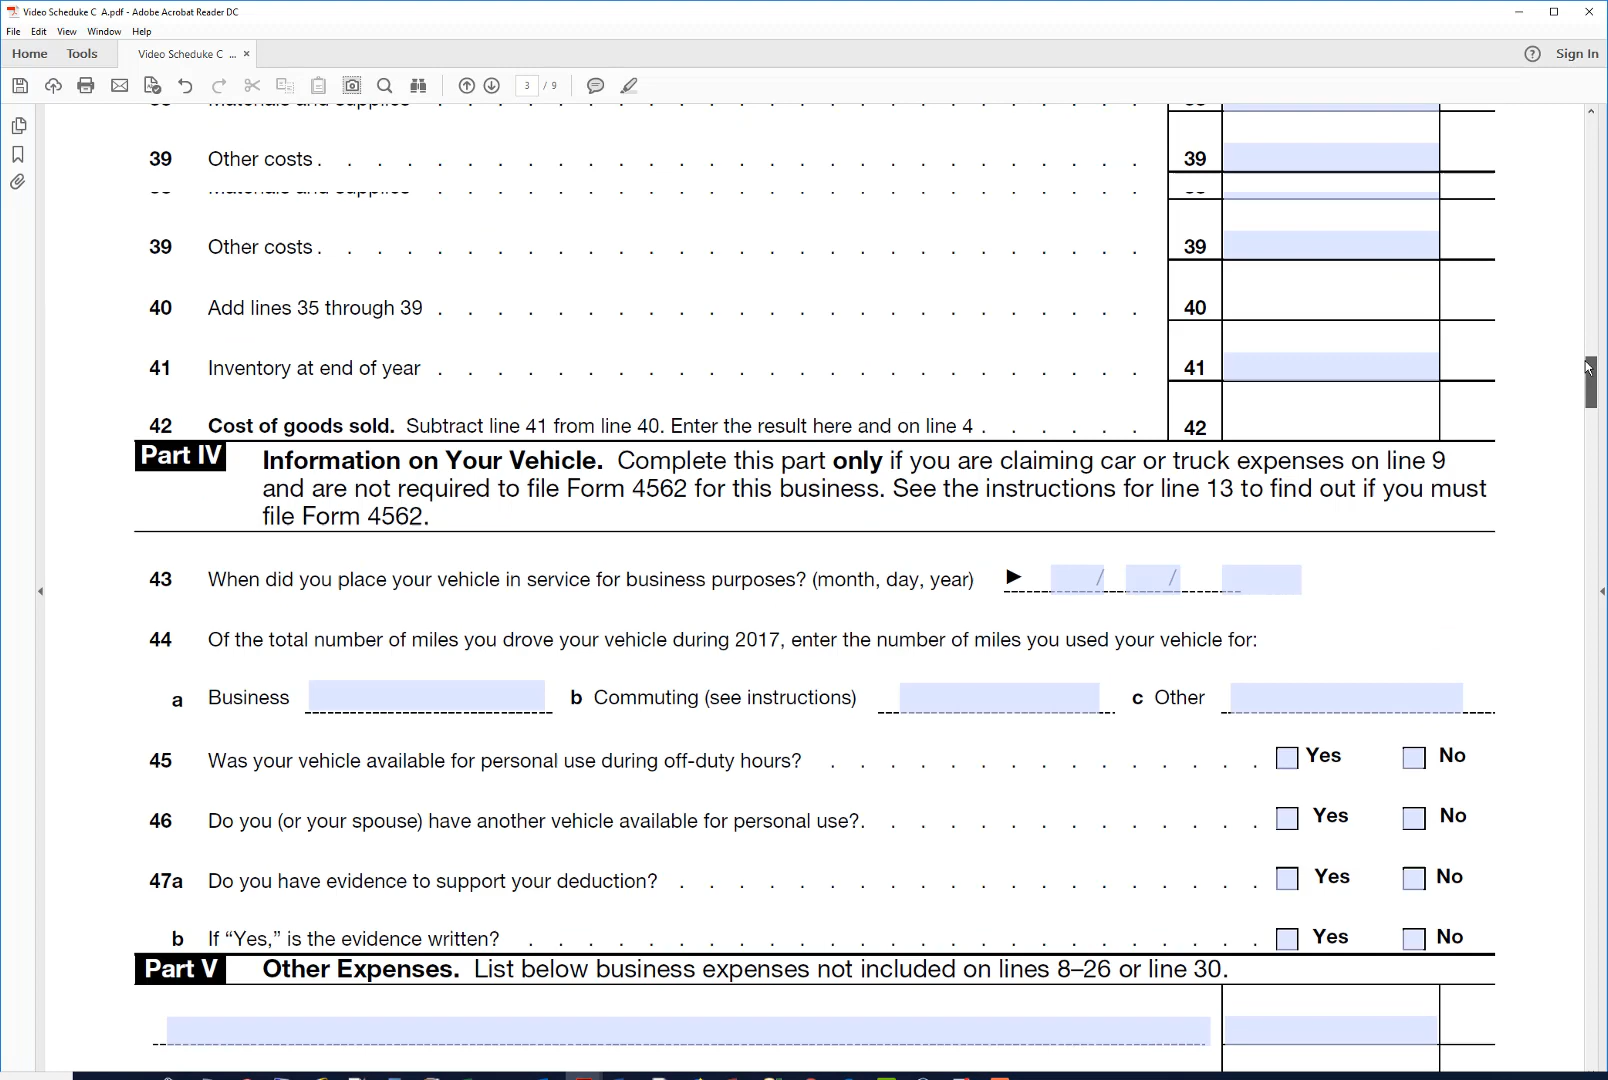 Video Scheduke C A.pdf - Adobe Acrobat Reader DC
File Edit View Window Help
Home Tools Video Scheduke C ... × Sign In
3 / 9
Materials and supplies
39 Other costs . 39
Materials and supplies
39 Other costs . 39
40 Add lines 35 through 39 40
41 Inventory at end of year 41
42 Cost of goods sold. Subtract line 41 from line 40. Enter the result here and on line 4 42
Part IV Information on Your Vehicle. Complete this part only if you are claiming car or truck expenses on line 9
and are not required to file Form 4562 for this business. See the instructions for line 13 to find out if you must
file Form 4562.
43 When did you place your vehicle in service for business purposes? (month, day, year) ▶ / /
44 Of the total number of miles you drove your vehicle during 2017, enter the number of miles you used your vehicle for:
a Business b Commuting (see instructions) c Other
45 Was your vehicle available for personal use during off-duty hours? Yes No
46 Do you (or your spouse) have another vehicle available for personal use?. Yes No
47a Do you have evidence to support your deduction? Yes No
b If “Yes,” is the evidence written? Yes No
Part V Other Expenses. List below business expenses not included on lines 8–26 or line 30.